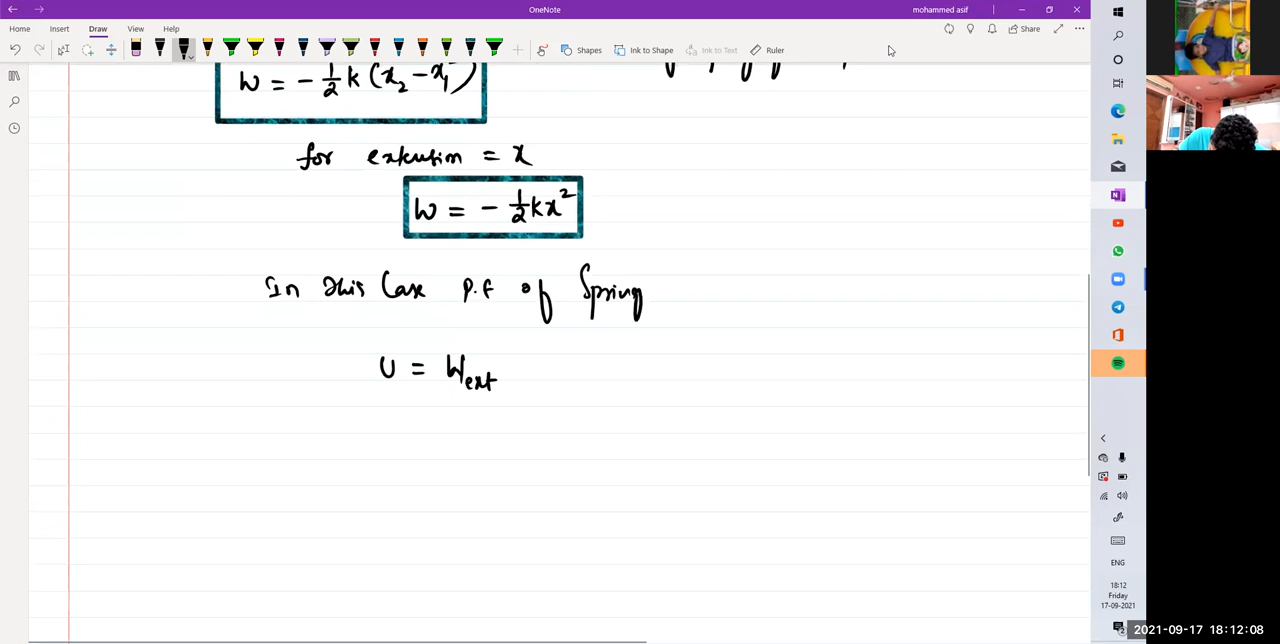 OneNote
mohammed asif
Home Insert Draw View Help
Share
Shapes Ink to Shape Ink to Text Ruler
W = - 1/2 k (x₂ - x₁²)
for = x
W = - 1/2 kx²
In this Case P.E of Spring
U = Wext
ENG
18:12
Friday
17-09-2021
2021-09-17 18:12:08